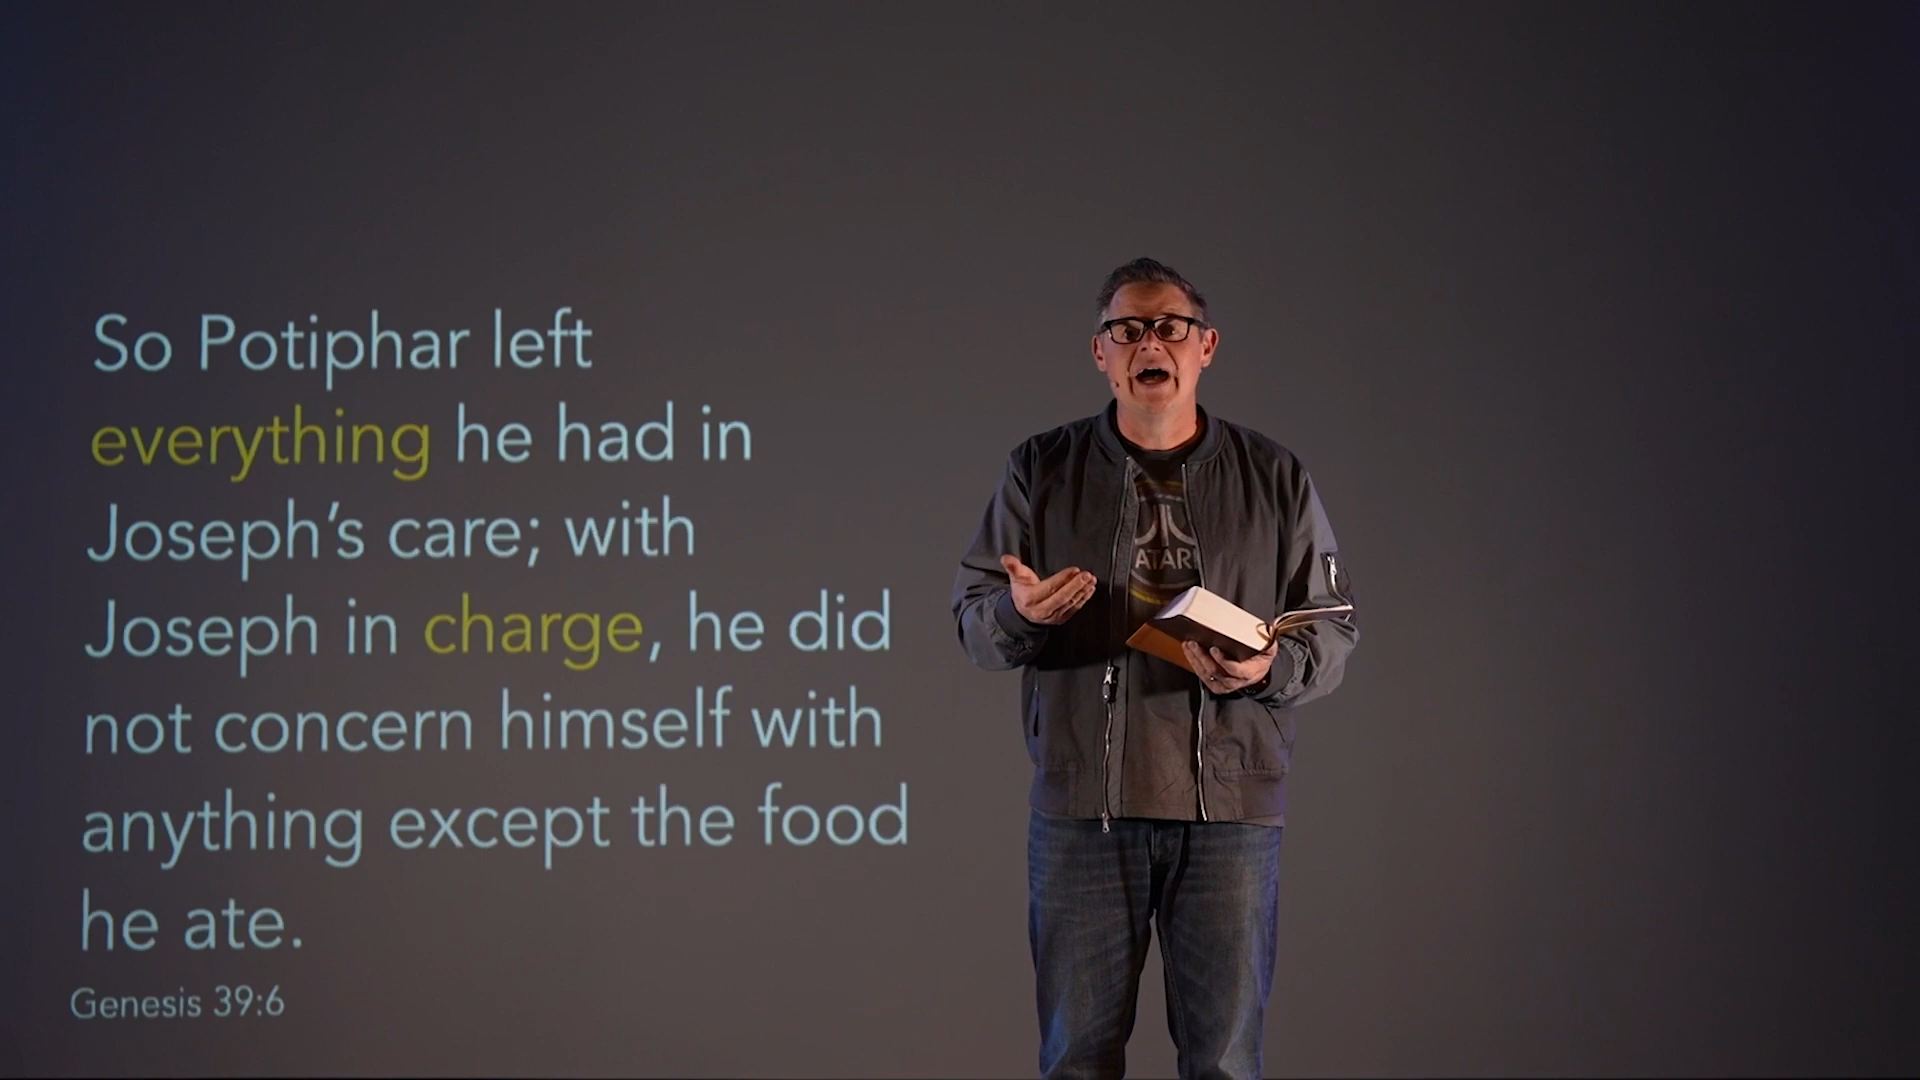 So Potiphar left
everything he had in
Joseph’s care; with
Joseph in charge, he did
not concern himself with
anything except the food
he ate.
Genesis 39:6
ATARI